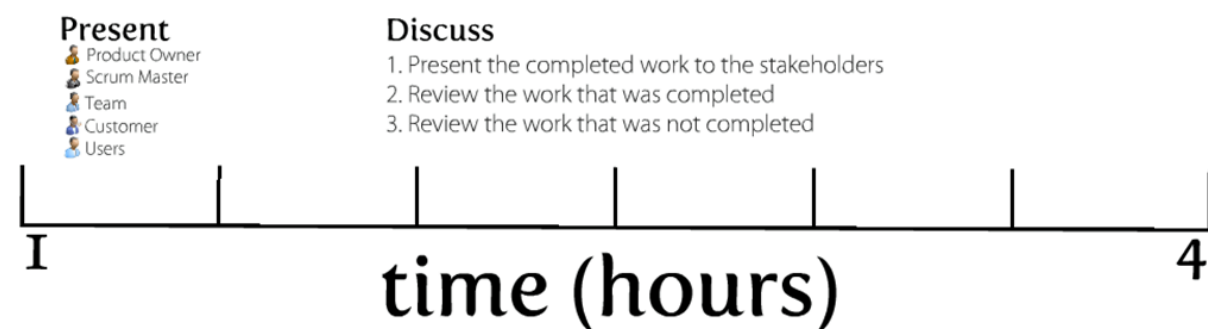 Present
Product Owner
Scrum Master
Team
Customer
Users
Discuss
1. Present the completed work to the stakeholders
2. Review the work that was completed
3. Review the work that was not completed
1 4
time (hours)